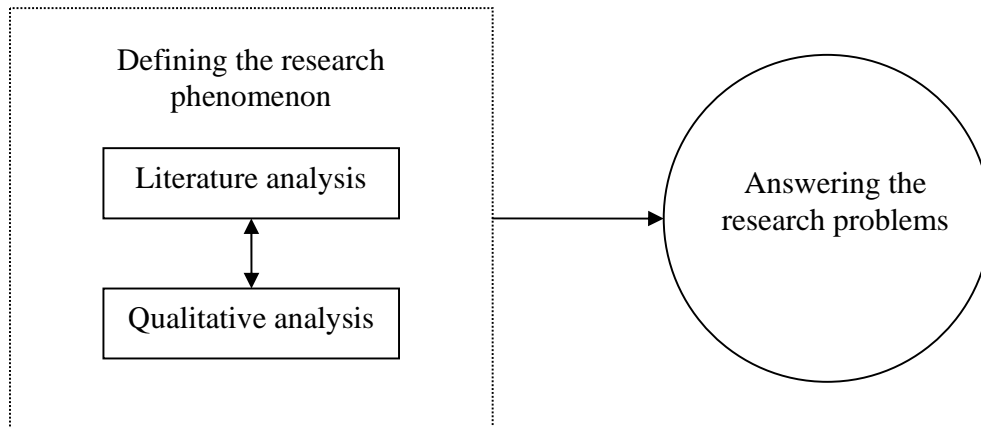 Defining the research
phenomenon
Literature analysis
Qualitative analysis
Answering the
research problems